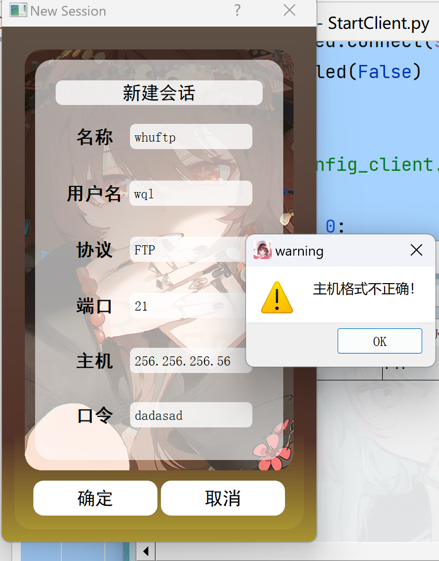 New Session
? ×
- StartClient.py
ed.connect(
led(False)
nfig_client.
0:
新建会话
名称 whuftp
用户名 wql
协议 FTP
端口 21
主机 256.256.256.56
口令 dadasad
确定 取消
warning
主机格式不正确!
OK